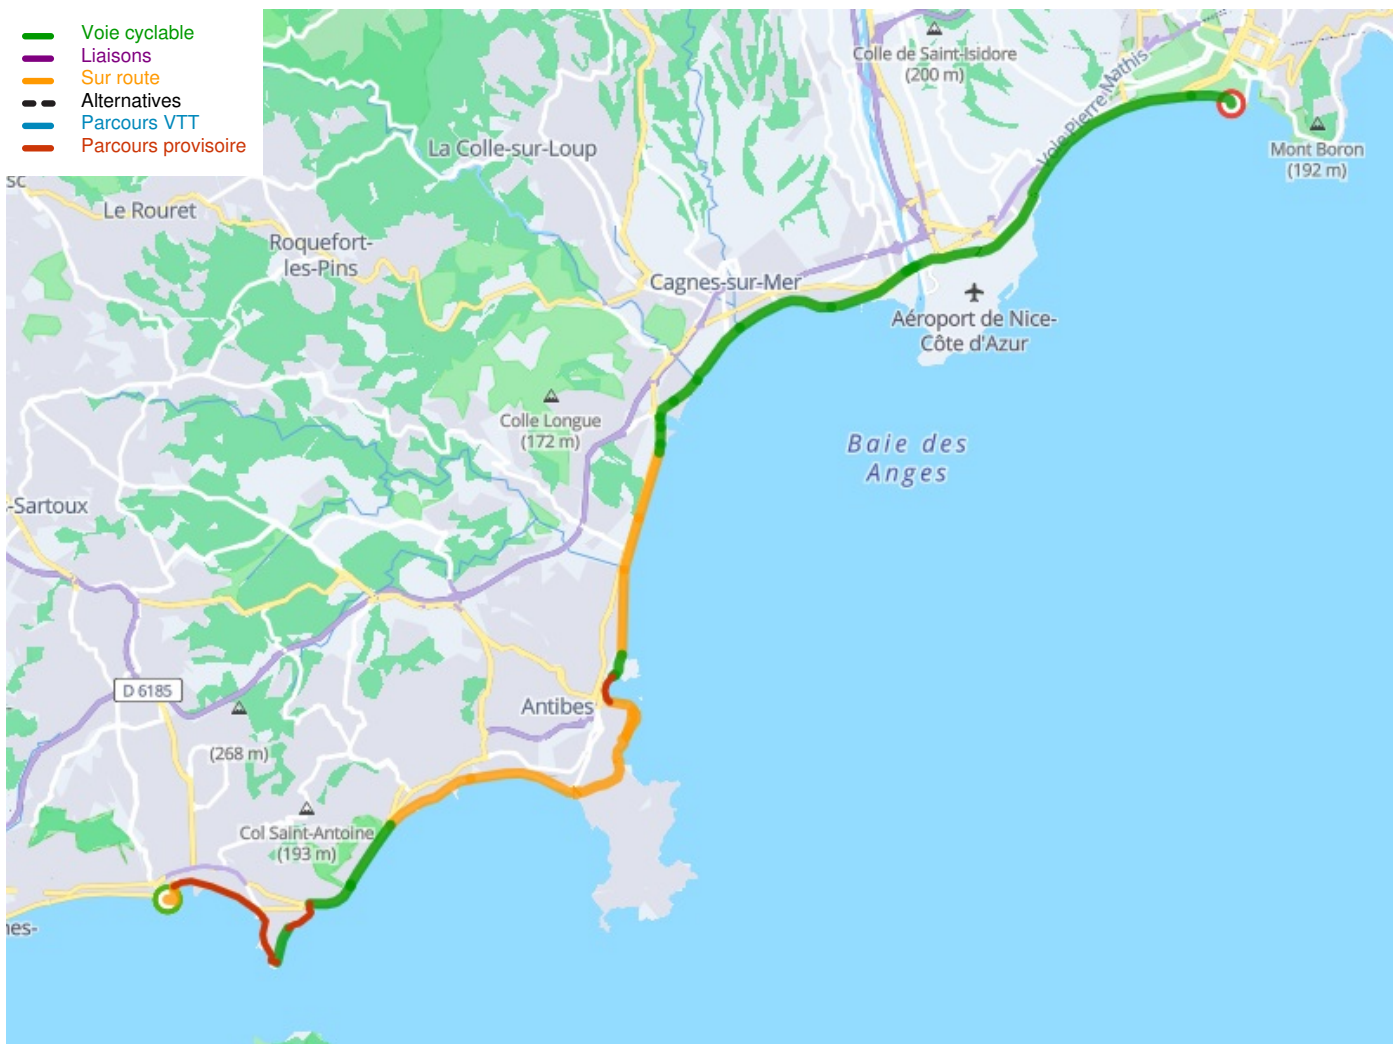 Voie cyclable
Liaisons
Sur route
Alternatives
Parcours VTT
Parcours provisoire
Colle de Saint-Isidore
(200 m)
Voie Pierre Mathis
Mont Boron
(192 m)
La Colle-sur-Loup
sc
Le Rouret
Roquefort-
les-Pins
Cagnes-sur-Mer
Aéroport de Nice-
Côte d'Azur
Colle Longue
(172 m)
Baie des
Anges
-Sartoux
D 6185
Antibes
(268 m)
Col Saint-Antoine
(193 m)
nes-